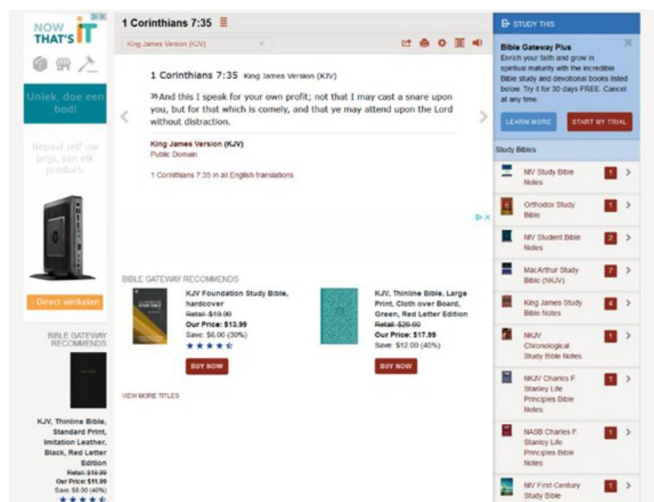 NOW
THAT'S iT
Uniek, doe een
bod!
Bepaal zelf uw
prijs, van elk
product.
› Direct winkelen
BIBLE GATEWAY
RECOMMENDS
KJV, Thinline Bible,
Standard Print,
Imitation Leather,
Black, Red Letter
Edition
Retail: $19.99
Our Price: $11.99
Save: $8.00 (40%)
1 Corinthians 7:35
King James Version (KJV)
1 Corinthians 7:35 King James Version (KJV)
35 And this I speak for your own profit; not that I may cast a snare upon
you, but for that which is comely, and that ye may attend upon the Lord
without distraction.
King James Version (KJV)
Public Domain
1 Corinthians 7:35 in all English translations
BIBLE GATEWAY RECOMMENDS
KJV Foundation Study Bible,
hardcover
Retail: $19.99
Our Price: $13.99
Save: $6.00 (30%)
BUY NOW
KJV, Thinline Bible, Large
Print, Cloth over Board,
Green, Red Letter Edition
Retail: $29.99
Our Price: $17.99
Save: $12.00 (40%)
BUY NOW
VIEW MORE TITLES
STUDY THIS
Bible Gateway Plus
Enrich your faith and grow in
spiritual maturity with the incredible
Bible study and devotional books listed
below. Try it for 30 days FREE. Cancel
at any time.
LEARN MORE
START MY TRIAL
Study Bibles
NIV Study Bible
Notes
1
Orthodox Study
Bible
1
NIV Student Bible
Notes
2
MacArthur Study
Bible (NKJV)
7
King James Study
Bible Notes
4
NKJV
Chronological
Study Bible Notes
1
NKJV Charles F.
Stanley Life
Principles Bible
Notes
1
NASB Charles F.
Stanley Life
Principles Bible
Notes
1
NIV First-Century
Study Bible
1